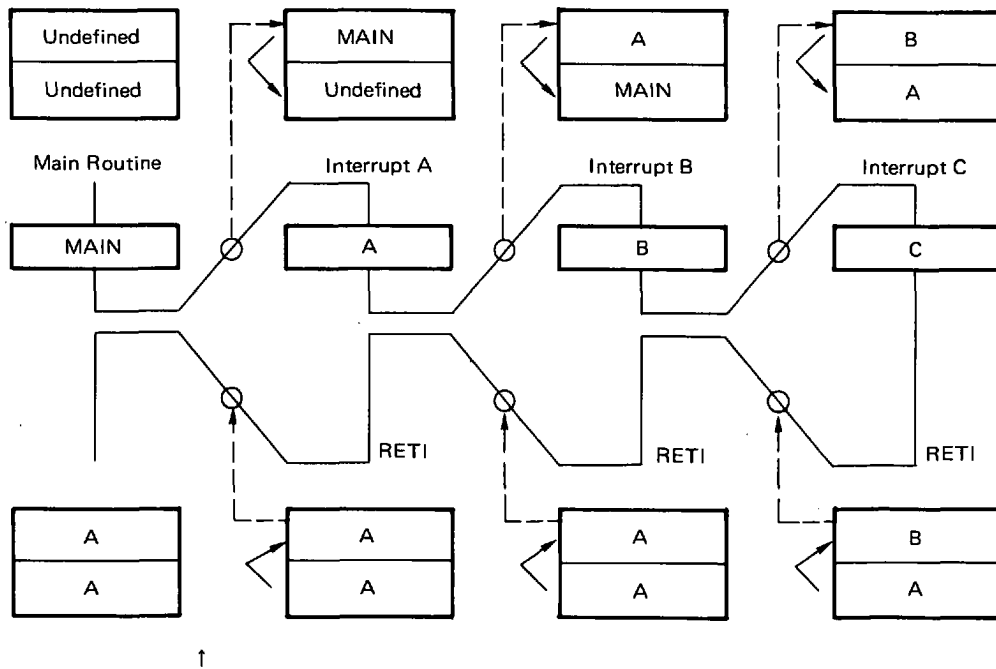 Undefined MAIN A B
Undefined Undefined MAIN A
Main Routine Interrupt A Interrupt B Interrupt C
MAIN A B C
RETI RETI RETI
A A A B
A A A A
↑